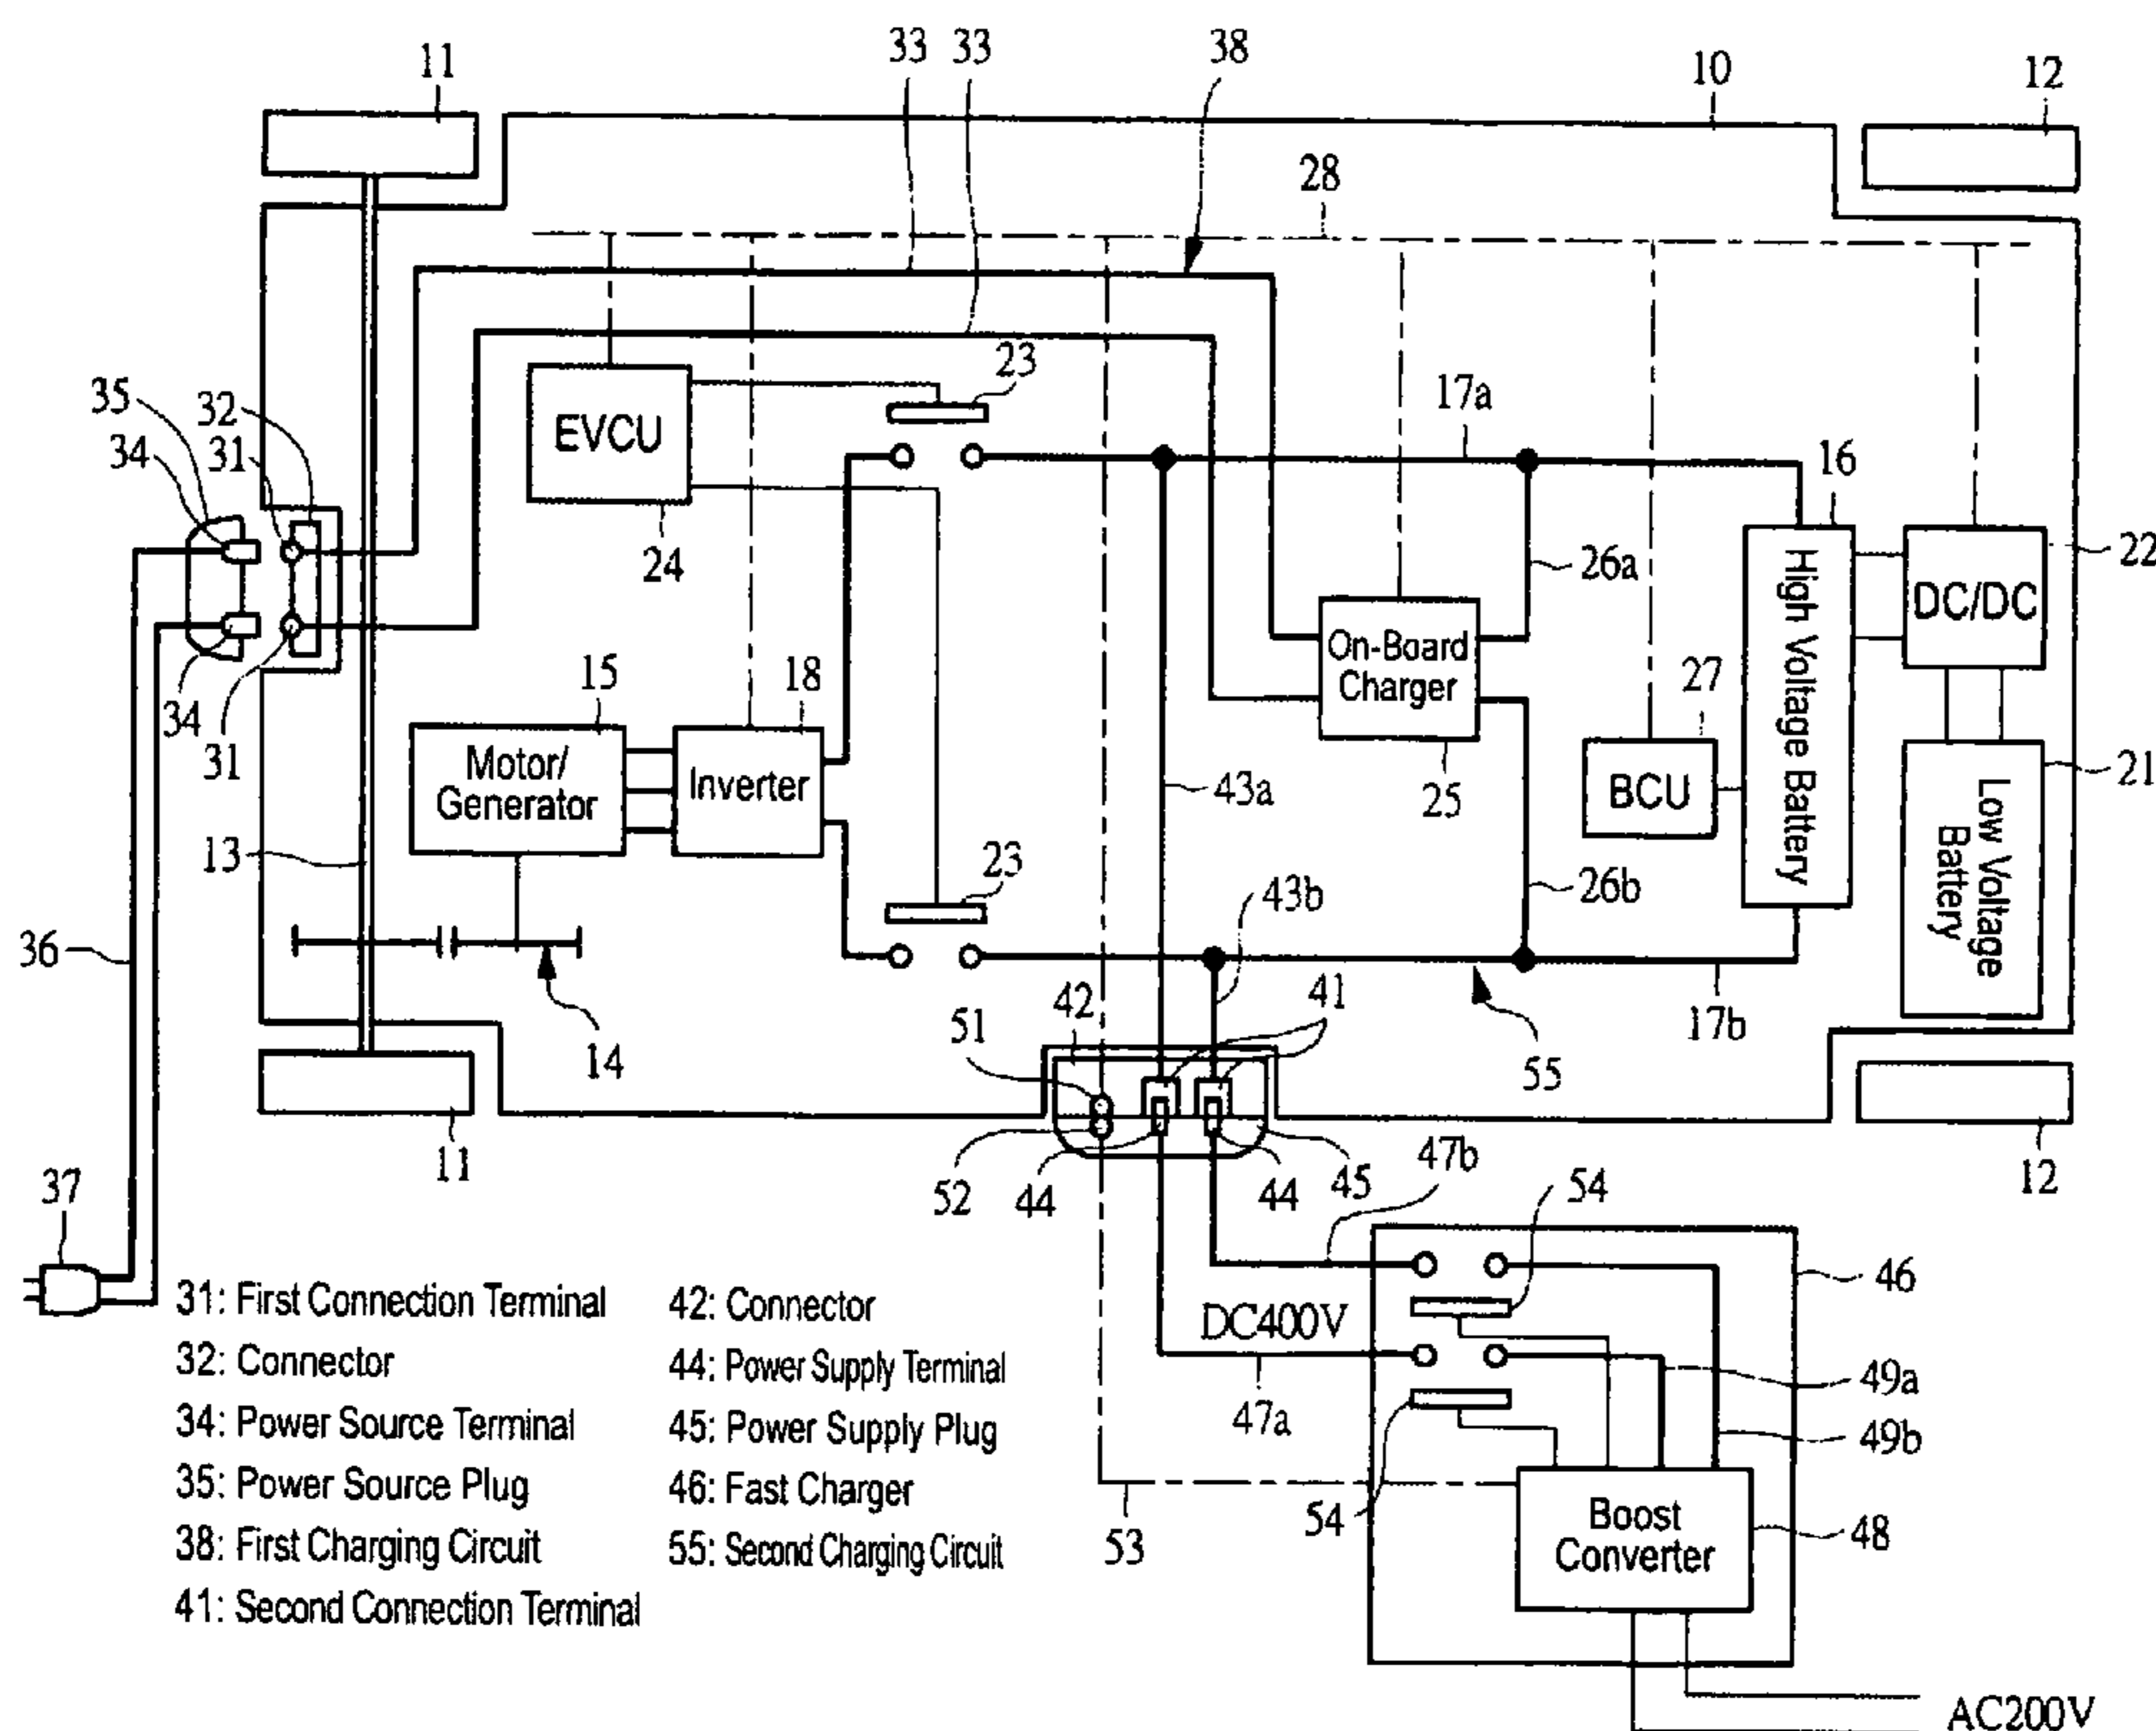 33 33 38
11 10 12
28
23
35 32 17a
34 31 EVCU 16
24 26a 22
High Voltage Battery
DC/DC
On-Board
Charger
15 18 27
34
31 Motor/
Generator
Inverter
43a 25 BCU 21
Low Voltage
Battery
13 23
43b 26b
36
42 41
51 17b
14 55
11 52 44 44 45 47b 54 12
37
46
DC400V
49a
47a
49b
54
53
Boost
Converter
48
AC200V
31: First Connection Terminal
32: Connector
34: Power Source Terminal
35: Power Source Plug
38: First Charging Circuit
41: Second Connection Terminal
42: Connector
44: Power Supply Terminal
45: Power Supply Plug
46: Fast Charger
55: Second Charging Circuit